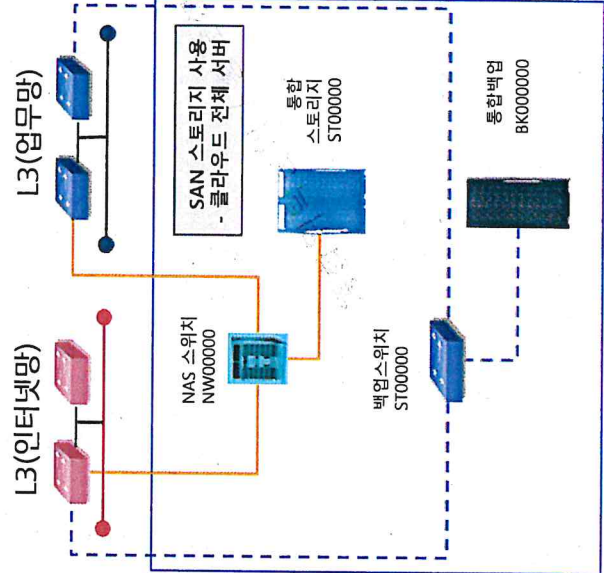 L3(인터넷망)
L3(업무망)
SAN 스토리지 사용
- 클라우드 전체 서버
NAS 스위치
NW00000
통합
스토리지
ST00000
백업스위치
ST00000
통합백업
BK000000